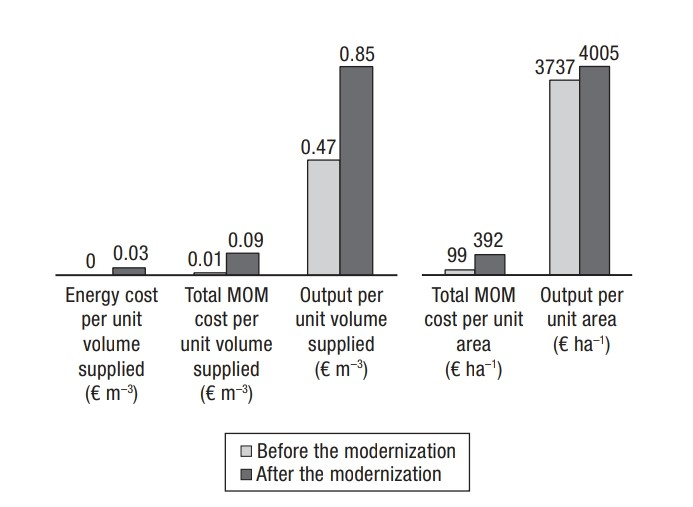 0.85
4005
3737
0.47
392
0.09
99
0.03
0.01
0
Energy cost
per unit
volume
supplied
(€ m⁻³)
Total MOM
cost per
unit volume
supplied
(€ m⁻³)
Output per
unit volume
supplied
(€ m⁻³)
Total MOM
cost per unit
area
(€ ha⁻¹)
Output per
unit area
(€ ha⁻¹)
Before the modernization
After the modernization